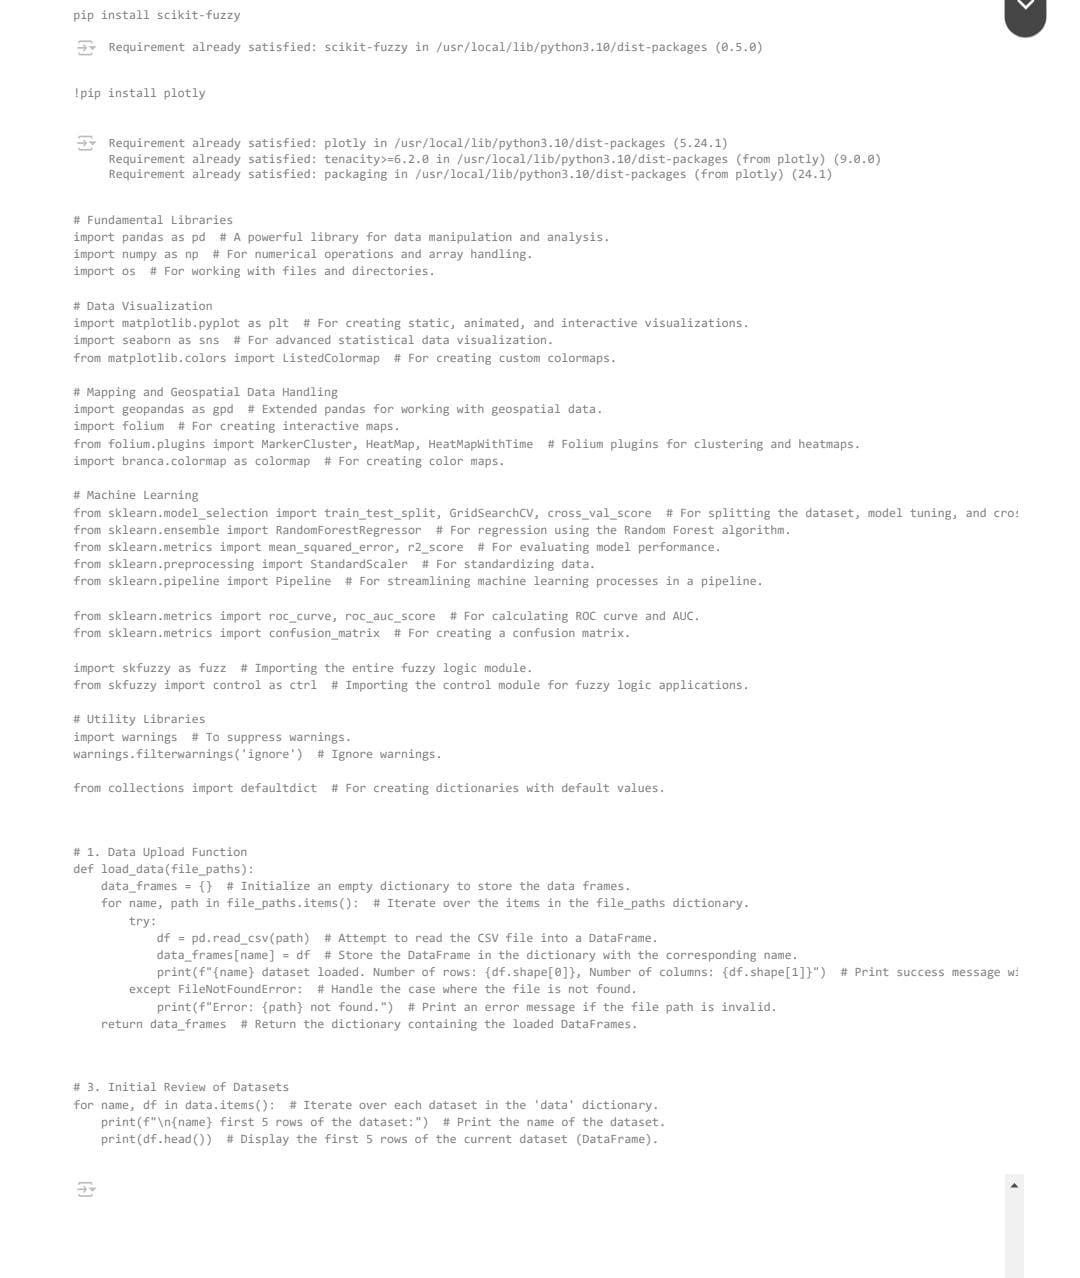 pip install scikit-fuzzy
Requirement already satisfied: scikit-fuzzy in /usr/local/lib/python3.10/dist-packages (0.5.0)
!pip install plotly
Requirement already satisfied: plotly in /usr/local/lib/python3.10/dist-packages (5.24.1)
Requirement already satisfied: tenacity>=6.2.0 in /usr/local/lib/python3.10/dist-packages (from plotly) (9.0.0)
Requirement already satisfied: packaging in /usr/local/lib/python3.10/dist-packages (from plotly) (24.1)
# Fundamental Libraries
import pandas as pd  # A powerful library for data manipulation and analysis.
import numpy as np  # For numerical operations and array handling.
import os  # For working with files and directories.
# Data Visualization
import matplotlib.pyplot as plt  # For creating static, animated, and interactive visualizations.
import seaborn as sns  # For advanced statistical data visualization.
from matplotlib.colors import ListedColormap  # For creating custom colormaps.
# Mapping and Geospatial Data Handling
import geopandas as gpd  # Extended pandas for working with geospatial data.
import folium  # For creating interactive maps.
from folium.plugins import MarkerCluster, HeatMap, HeatMapWithTime  # Folium plugins for clustering and heatmaps.
import branca.colormap as colormap  # For creating color maps.
# Machine Learning
from sklearn.model_selection import train_test_split, GridSearchCV, cross_val_score  # For splitting the dataset, model tuning, and cros
from sklearn.ensemble import RandomForestRegressor  # For regression using the Random Forest algorithm.
from sklearn.metrics import mean_squared_error, r2_score  # For evaluating model performance.
from sklearn.preprocessing import StandardScaler  # For standardizing data.
from sklearn.pipeline import Pipeline  # For streamlining machine learning processes in a pipeline.
from sklearn.metrics import roc_curve, roc_auc_score  # For calculating ROC curve and AUC.
from sklearn.metrics import confusion_matrix  # For creating a confusion matrix.
import skfuzzy as fuzz  # Importing the entire fuzzy logic module.
from skfuzzy import control as ctrl  # Importing the control module for fuzzy logic applications.
# Utility Libraries
import warnings  # To suppress warnings.
warnings.filterwarnings('ignore')  # Ignore warnings.
from collections import defaultdict  # For creating dictionaries with default values.
# 1. Data Upload Function
def load_data(file_paths):
    data_frames = {}  # Initialize an empty dictionary to store the data frames.
    for name, path in file_paths.items():  # Iterate over the items in the file_paths dictionary.
        try:
            df = pd.read_csv(path)  # Attempt to read the CSV file into a DataFrame.
            data_frames[name] = df  # Store the DataFrame in the dictionary with the corresponding name.
            print(f"{name} dataset loaded. Number of rows: {df.shape[0]}, Number of columns: {df.shape[1]}")  # Print success message wi
        except FileNotFoundError:  # Handle the case where the file is not found.
            print(f"Error: {path} not found.")  # Print an error message if the file path is invalid.
    return data_frames  # Return the dictionary containing the loaded DataFrames.
# 3. Initial Review of Datasets
for name, df in data.items():  # Iterate over each dataset in the 'data' dictionary.
    print(f"\n{name} first 5 rows of the dataset:")  # Print the name of the dataset.
    print(df.head())  # Display the first 5 rows of the current dataset (DataFrame).